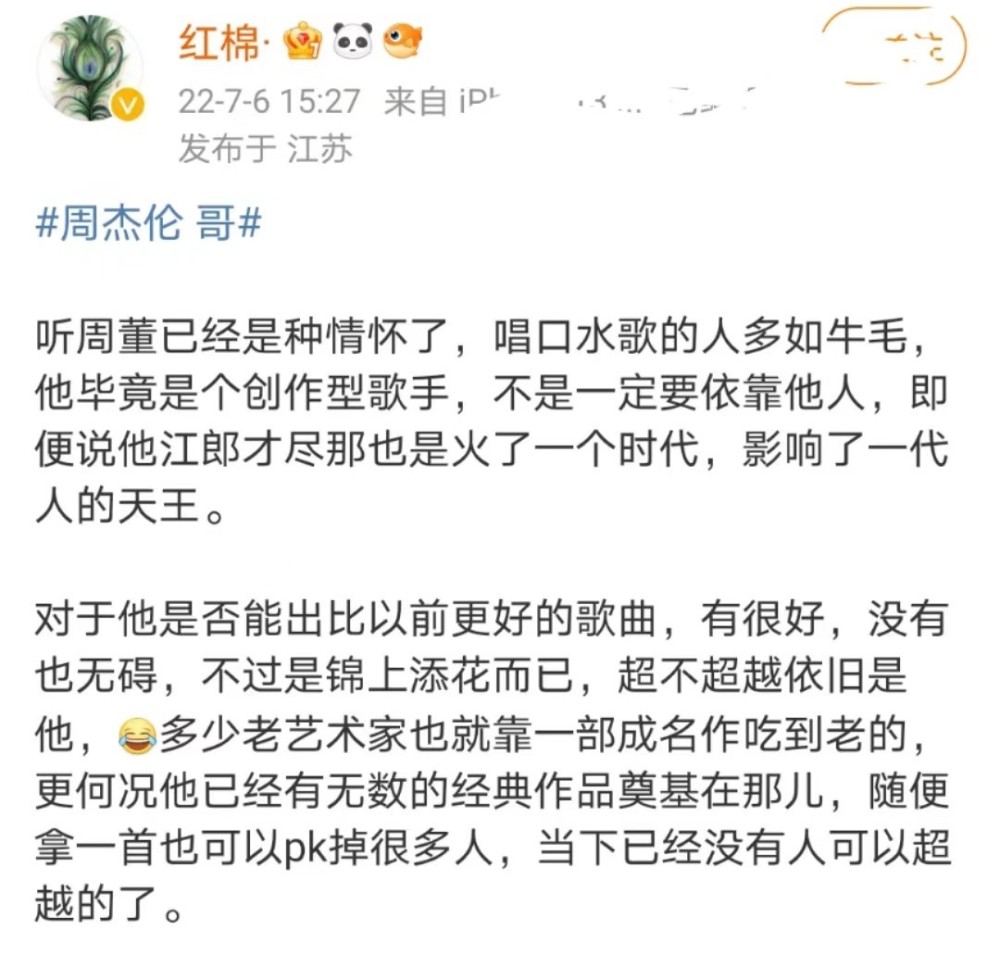 红棉·
22-7-6 15:27 来自
发布于 江苏
#周杰伦 哥#
听周董已经是种情怀了，唱口水歌的人多如牛毛，
他毕竟是个创作型歌手，不是一定要依靠他人，即
便说他江郎才尽那也是火了一个时代，影响了一代
人的天王。
对于他是否能出比以前更好的歌曲，有很好，没有
也无碍，不过是锦上添花而已，超不超越依旧是
他，😂多少老艺术家也就靠一部成名作吃到老的，
更何况他已经有无数的经典作品奠基在那儿，随便
拿一首也可以pk掉很多人，当下已经没有人可以超
越的了。